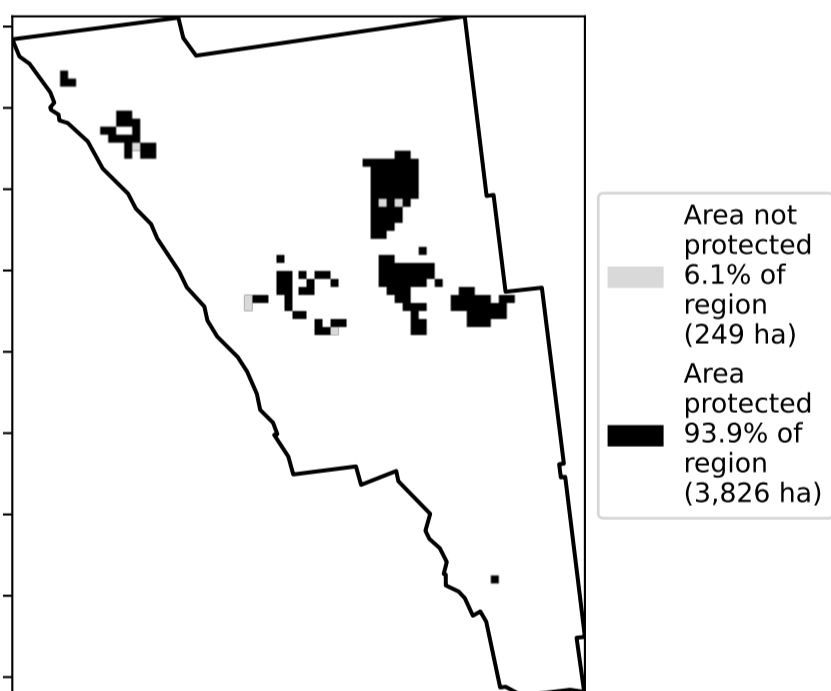 Area not
protected
6.1% of
region
(249 ha)
Area
protected
93.9% of
region
(3,826 ha)